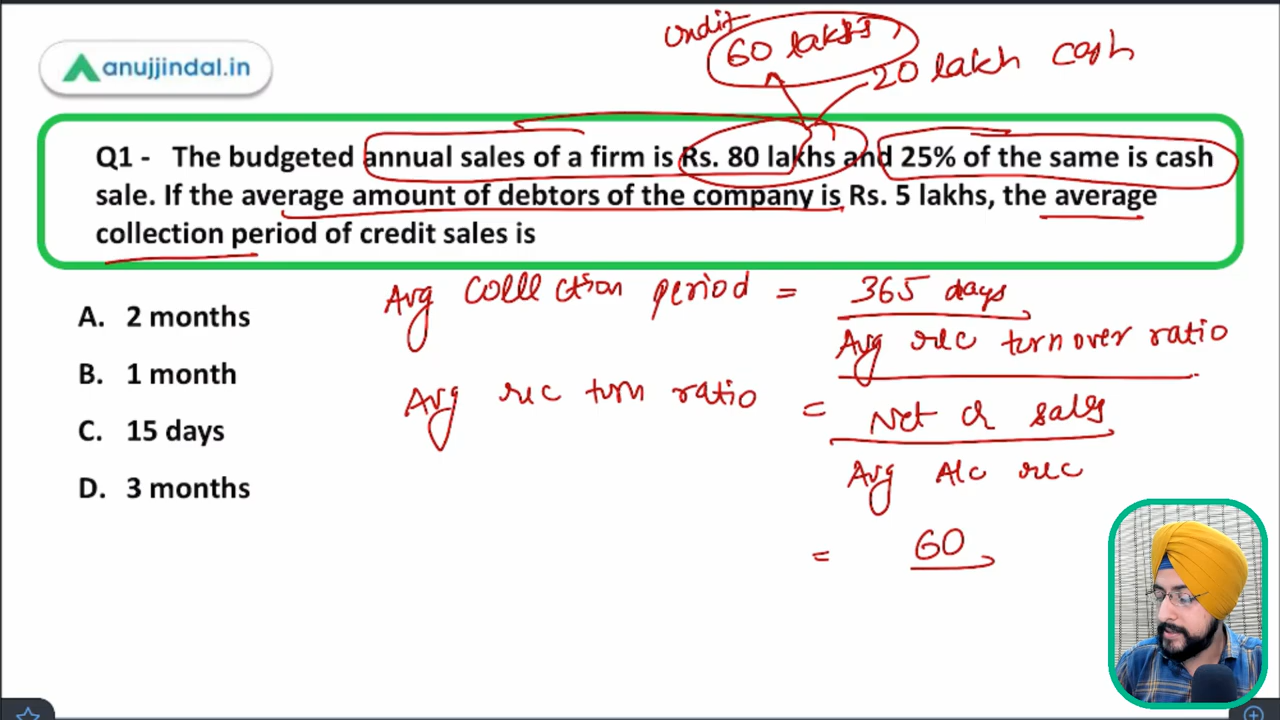 credit
60 lakhs,
20 lakh cash
anujjindal.in
Q1 - The budgeted annual sales of a firm is Rs. 80 lakhs and 25% of the same is cash
sale. If the average amount of debtors of the company is Rs. 5 lakhs, the average
collection period of credit sales is
Avg collection period = 365 days
Avg rec turnover ratio
A. 2 months
B. 1 month
Avg rec turn ratio = Net cr sales
Avg A/c rec
C. 15 days
D. 3 months
= 60